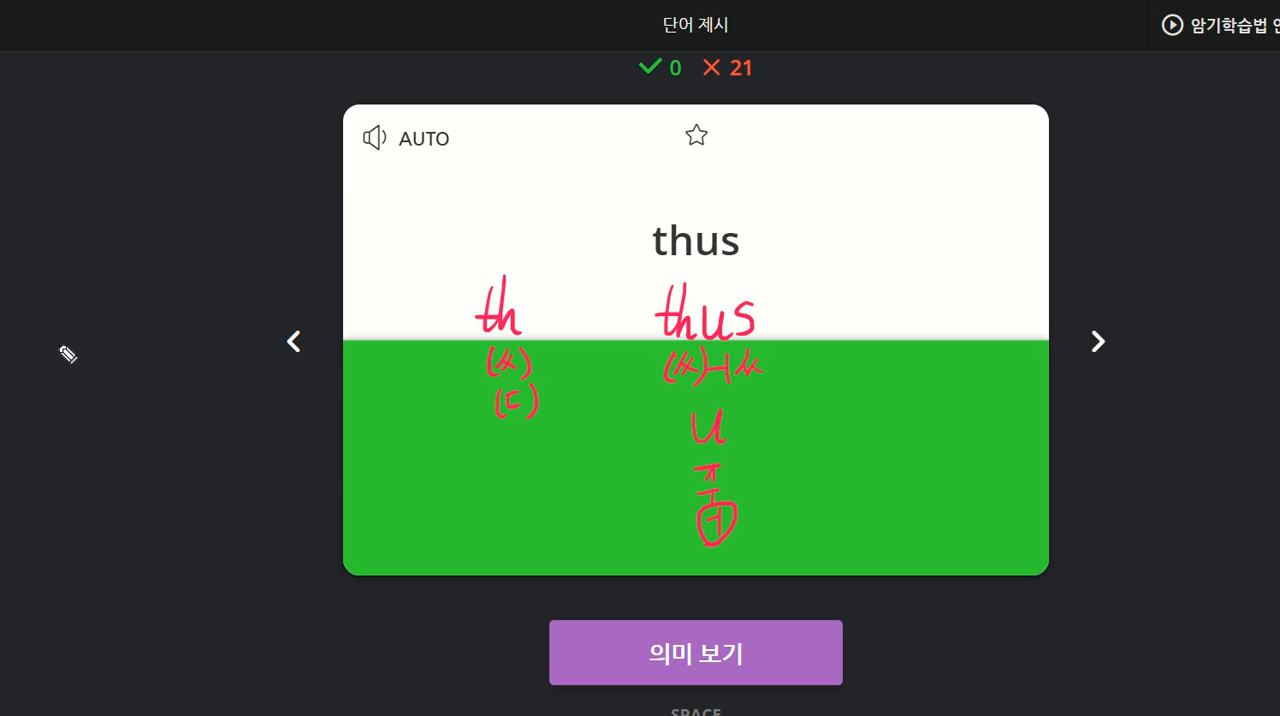 단어 제시
암기학습법 안
0 21
AUTO
thus
th thus
(ㅆ) (ㅆ)ㅓㅆ
(ㄷ)
u
ㅠ
ㅜ
ㅓ
의미 보기
SPACE